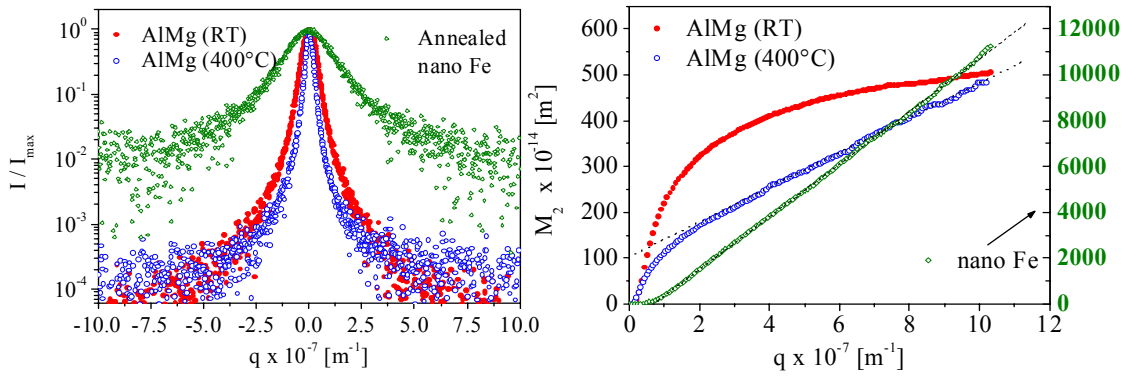 AlMg (RT)
AlMg (400°C)
Annealed
nano Fe
10^0
10^-1
10^-2
10^-3
10^-4
I / I_max
-10.0 -7.5 -5.0 -2.5 0.0 2.5 5.0 7.5 10.0
q x 10^-7 [m^-1]
AlMg (RT)
AlMg (400°C)
600
500
400
300
200
100
0
M_2 x 10^-14 [m^2]
12000
10000
8000
6000
4000
2000
0
nano Fe
0 2 4 6 8 10 12
q x 10^-7 [m^-1]